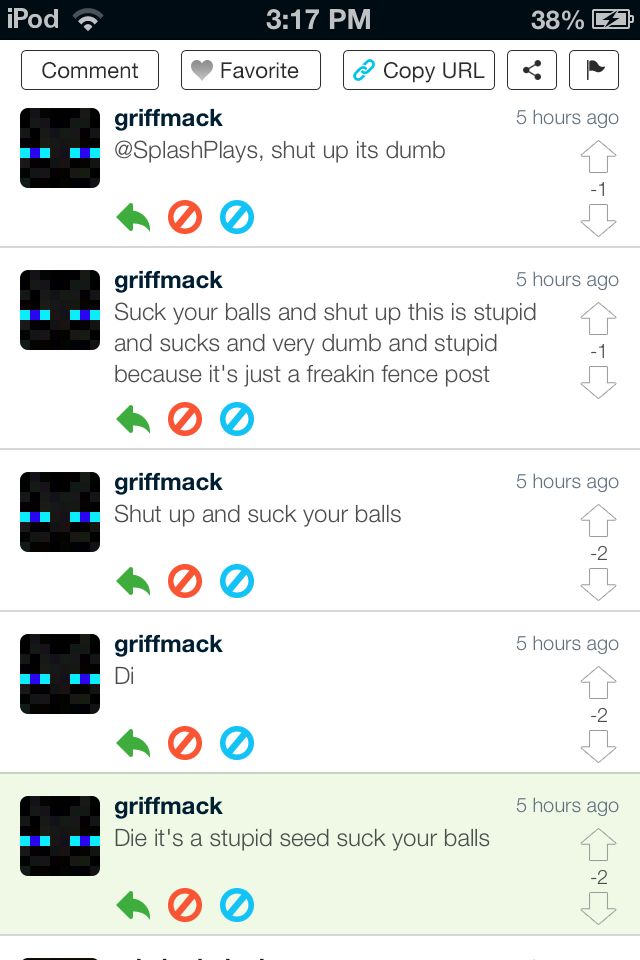 iPod 3:17 PM 38%
Comment Favorite Copy URL
griffmack 5 hours ago
@SplashPlays, shut up its dumb
-1
griffmack 5 hours ago
Suck your balls and shut up this is stupid
and sucks and very dumb and stupid
-1
because it's just a freakin fence post
griffmack 5 hours ago
Shut up and suck your balls
-2
griffmack 5 hours ago
Di
-2
griffmack 5 hours ago
Die it's a stupid seed suck your balls
-2